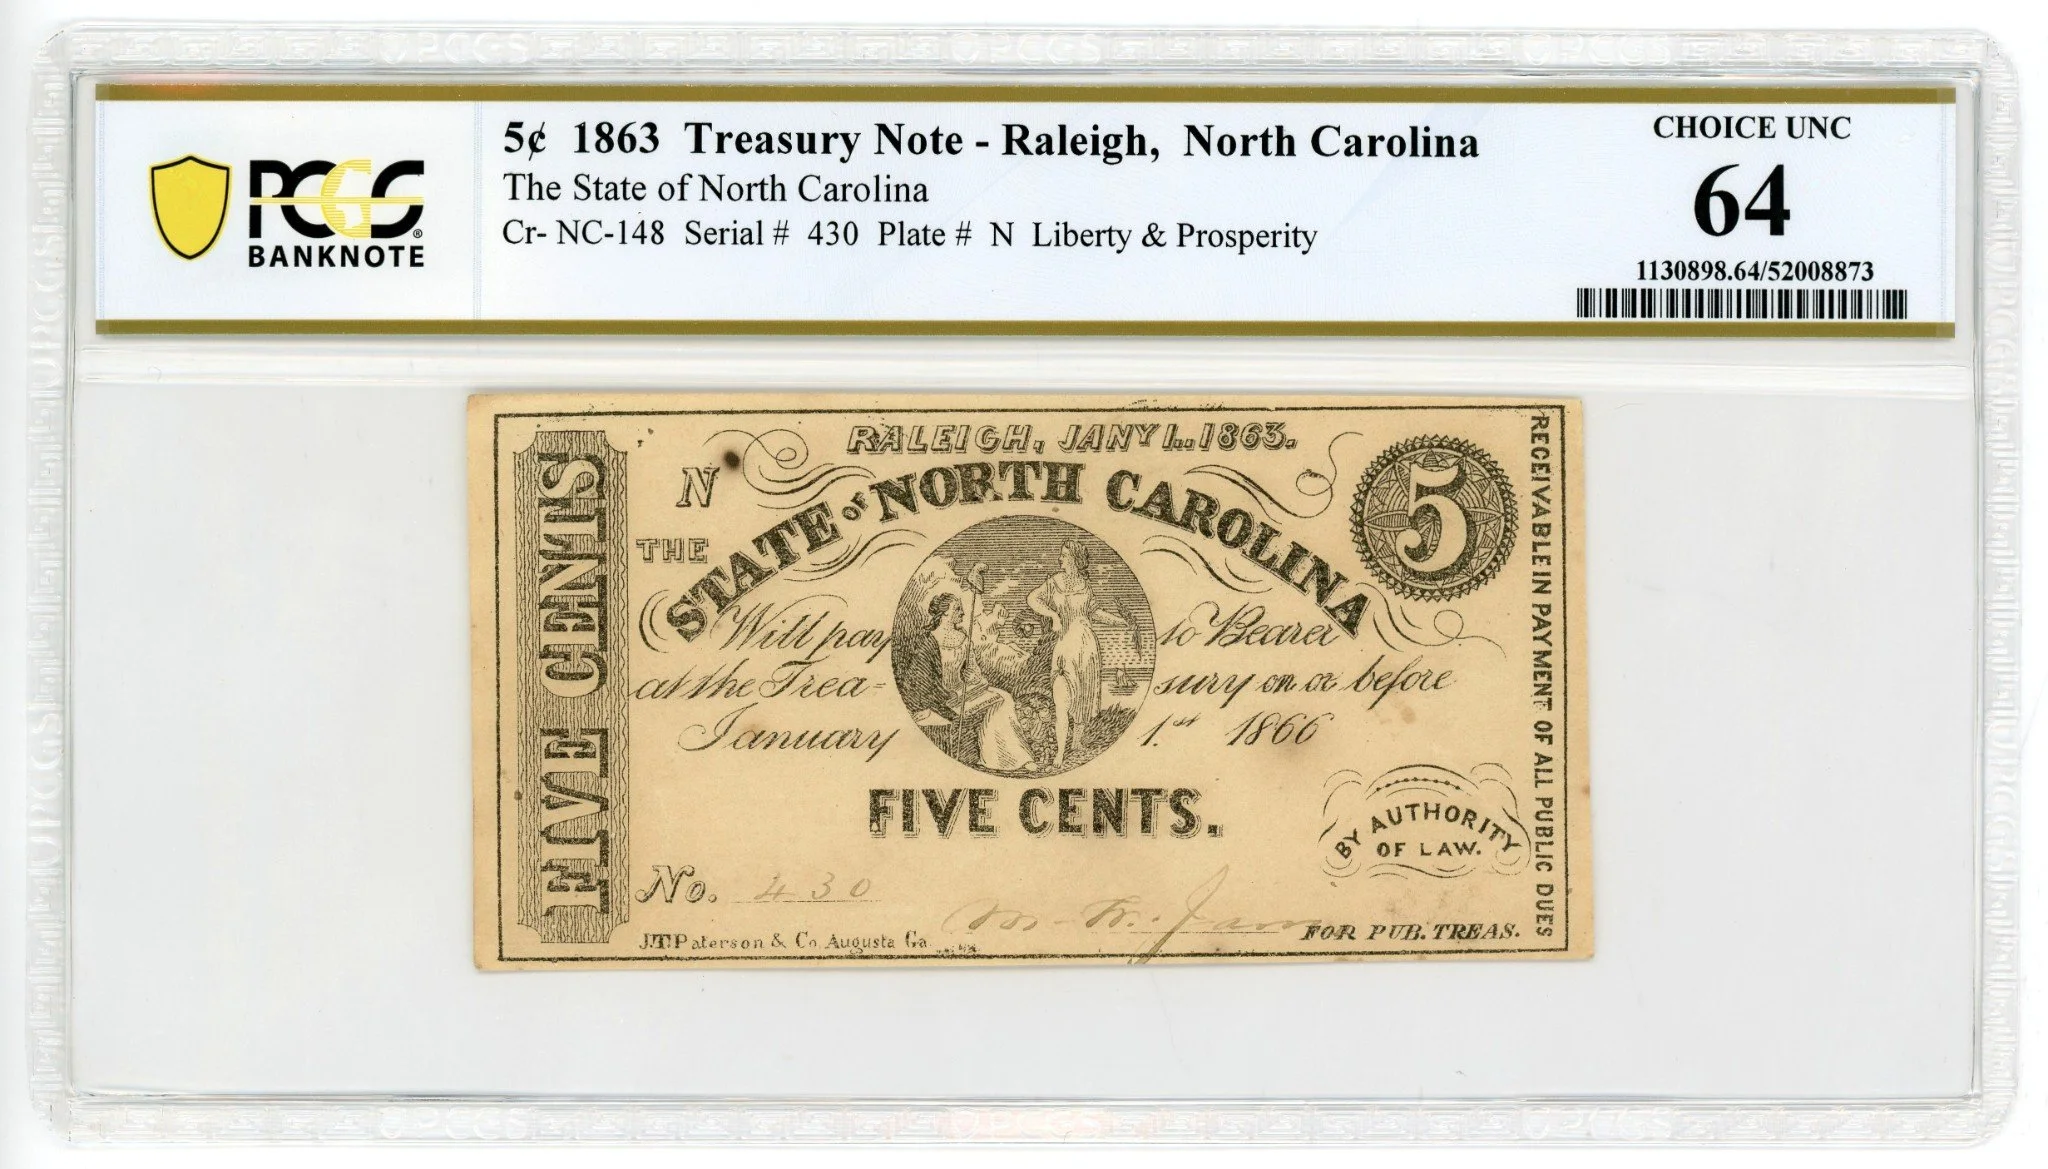 PCGS
BANKNOTE
5¢ 1863 Treasury Note - Raleigh, North Carolina
The State of North Carolina
Cr- NC-148 Serial # 430 Plate # N Liberty & Prosperity
CHOICE UNC
64
1130898.64/52008873
RALEIGH, JANY 1.. 1863.
N
THE
STATE OF NORTH CAROLINA
5
FIVE CENTS
Will pay to Bearer
at the Trea- sury on or before
January 1.st 1866
FIVE CENTS.
BY AUTHORITY
OF LAW.
No. 430
J.T. Paterson & Co. Augusta Ga.
FOR PUB. TREAS.
RECEIVABLE IN PAYMENT OF ALL PUBLIC DUES